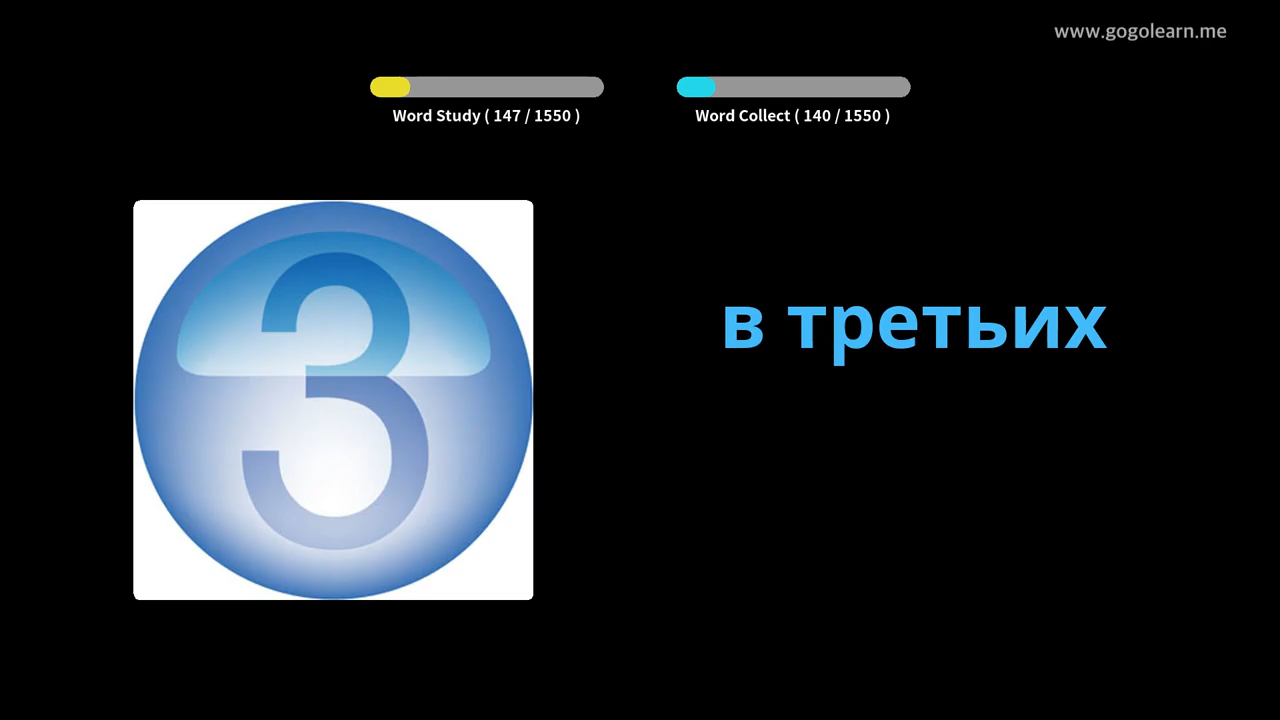 www.gogolearn.me
Word Study ( 147 / 1550 )
Word Collect ( 140 / 1550 )
3
в третьих